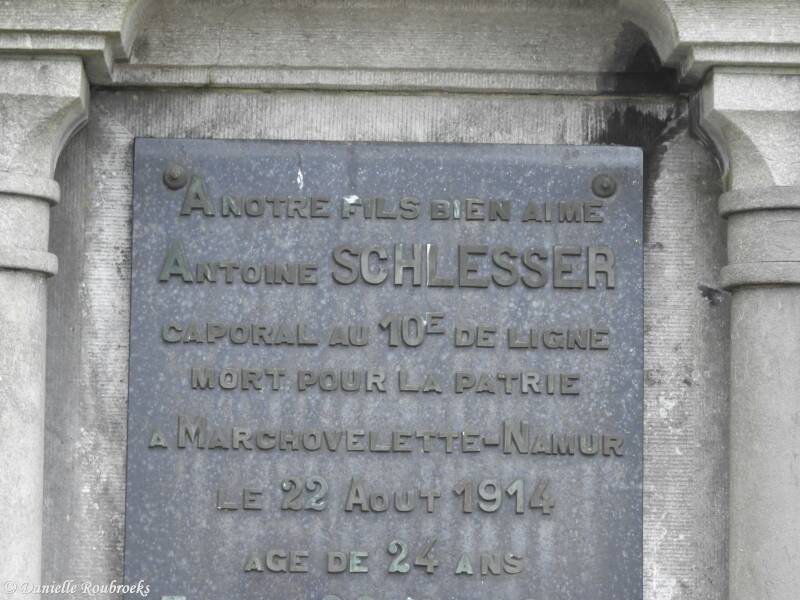 A NOTRE FILS BIEN AIMÉ
ANTOINE SCHLESSER
CAPORAL AU 10E DE LIGNE
MORT POUR LA PATRIE
A MARCHOVELETTE-NAMUR
LE 22 AOUT 1914
AGE DE 24 ANS
© Danielle Roubroeks